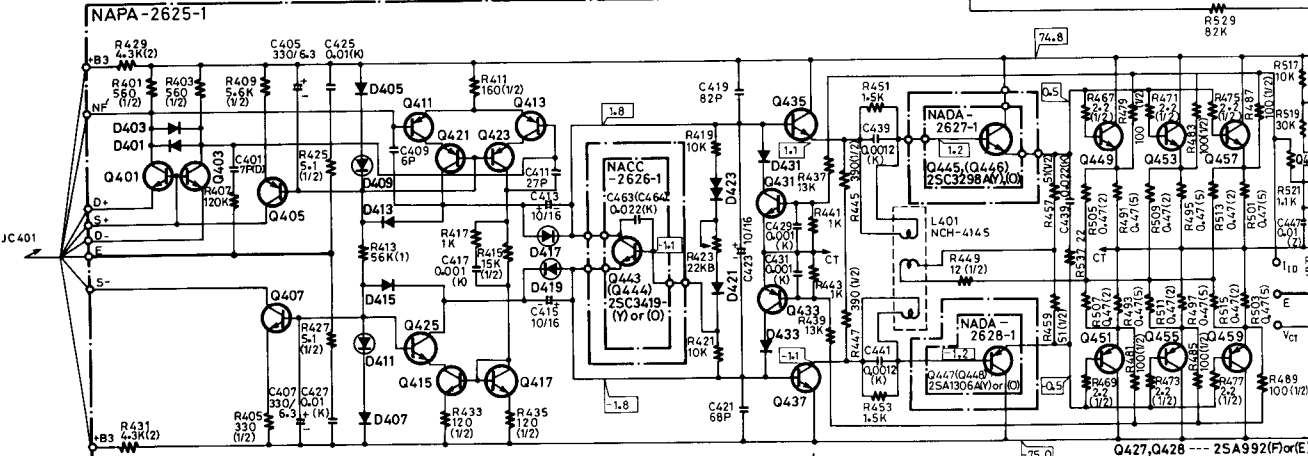 NAPA-2625-1
R529
82K
74.8
+B3
R429
4.3K(2)
C405
330/6.3
C425
0.01(K)
R401
560
(1/2)
R403
560
(1/2)
R409
5.6K
(1/2)
D405
R411
160(1/2)
C419
82P
Q435
R451
1.5K
0.5
R467
2.2
(1/2)
R479
100
(1/2)
R471
2.2
(1/2)
R483
100(1/2)
R475
2.2
(1/2)
R487
100(1/2)
R517
10K
NF
Q411
Q413
1.8
NADA-
2627-1
D403
D401
Q421
Q423
R419
10K
1.1
C439
0.0012
(K)
1.2
R519
30K
C409
6P
C411
27P
D431
Q445,(Q446)
2SC3298A(Y),(O)
Q449
Q453
Q457
Q401
Q403
C401
7P(D)
R425
5.1
(1/2)
D409
NACC
-2626-1
D423
Q431
R437
13K
390(1/2)
R407
120K
Q405
C413
10/16
C463(C464)
0.022(K)
R445
R457
51(1/2)
R505
0.47(2)
R491
0.47(5)
R509
0.47(2)
R495
0.47(5)
R513
0.47(2)
R501
0.47(5)
R521
1.1K
D+
S+
D-
E
S-
D413
R417
1K
D417
-1.1
C423 10/16
C429
0.001
(K)
R441
1K
L401
NCH-4145
JC401
R413
56K(1)
R415
15K
(1/2)
C417
0.001
(K)
Q443
(Q444)
2SC3419-
(Y) or (O)
R423
22KB
C431
0.001
(K)
CT
R449
12 (1/2)
R537 22
CT
C447
0.01
(Z)
D419
D421
Q433
R443
1K
390 (1/2)
D415
C415
10/16
R439
13K
E
Q407
R427
5.1
(1/2)
Q425
R421
10K
D433
R447
NADA-
2628-1
R459
51(1/2)
R507
0.47(2)
R493
0.47(5)
R511
0.47(2)
R497
0.47(5)
R515
0.47(2)
R503
0.47(5)
VCT
D411
-1.1
C441
0.0012
(K)
-1.2
Q451
Q455
Q459
Q415
Q417
Q447(Q448)
2SA1306A(Y)or(O)
R481
100(1/2)
R485
100(1/2)
C407
330/
6.3
C427
0.01
(K)
D407
-1.8
Q437
-0.5
R469
2.2
(1/2)
R473
2.2
(1/2)
R477
2.2
(1/2)
R489
100(1/2)
R405
330
(1/2)
R433
120
(1/2)
R435
120
(1/2)
C421
68P
R453
1.5K
R431
4.3K(2)
+B3
-75.0
Q427,Q428 --- 2SA992(F)or(E)